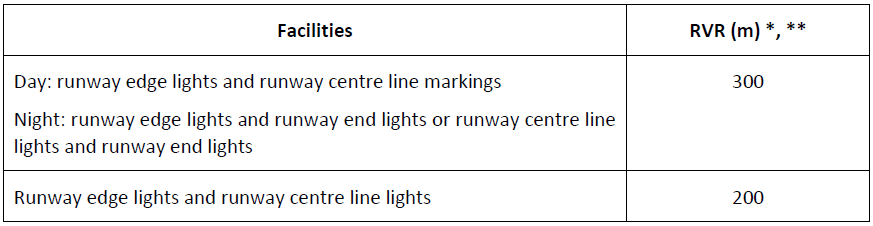 Facilities
RVR (m) *, **
Day: runway edge lights and runway centre line markings
300
Night: runway edge lights and runway end lights or runway centre line
lights and runway end lights
Runway edge lights and runway centre line lights
200